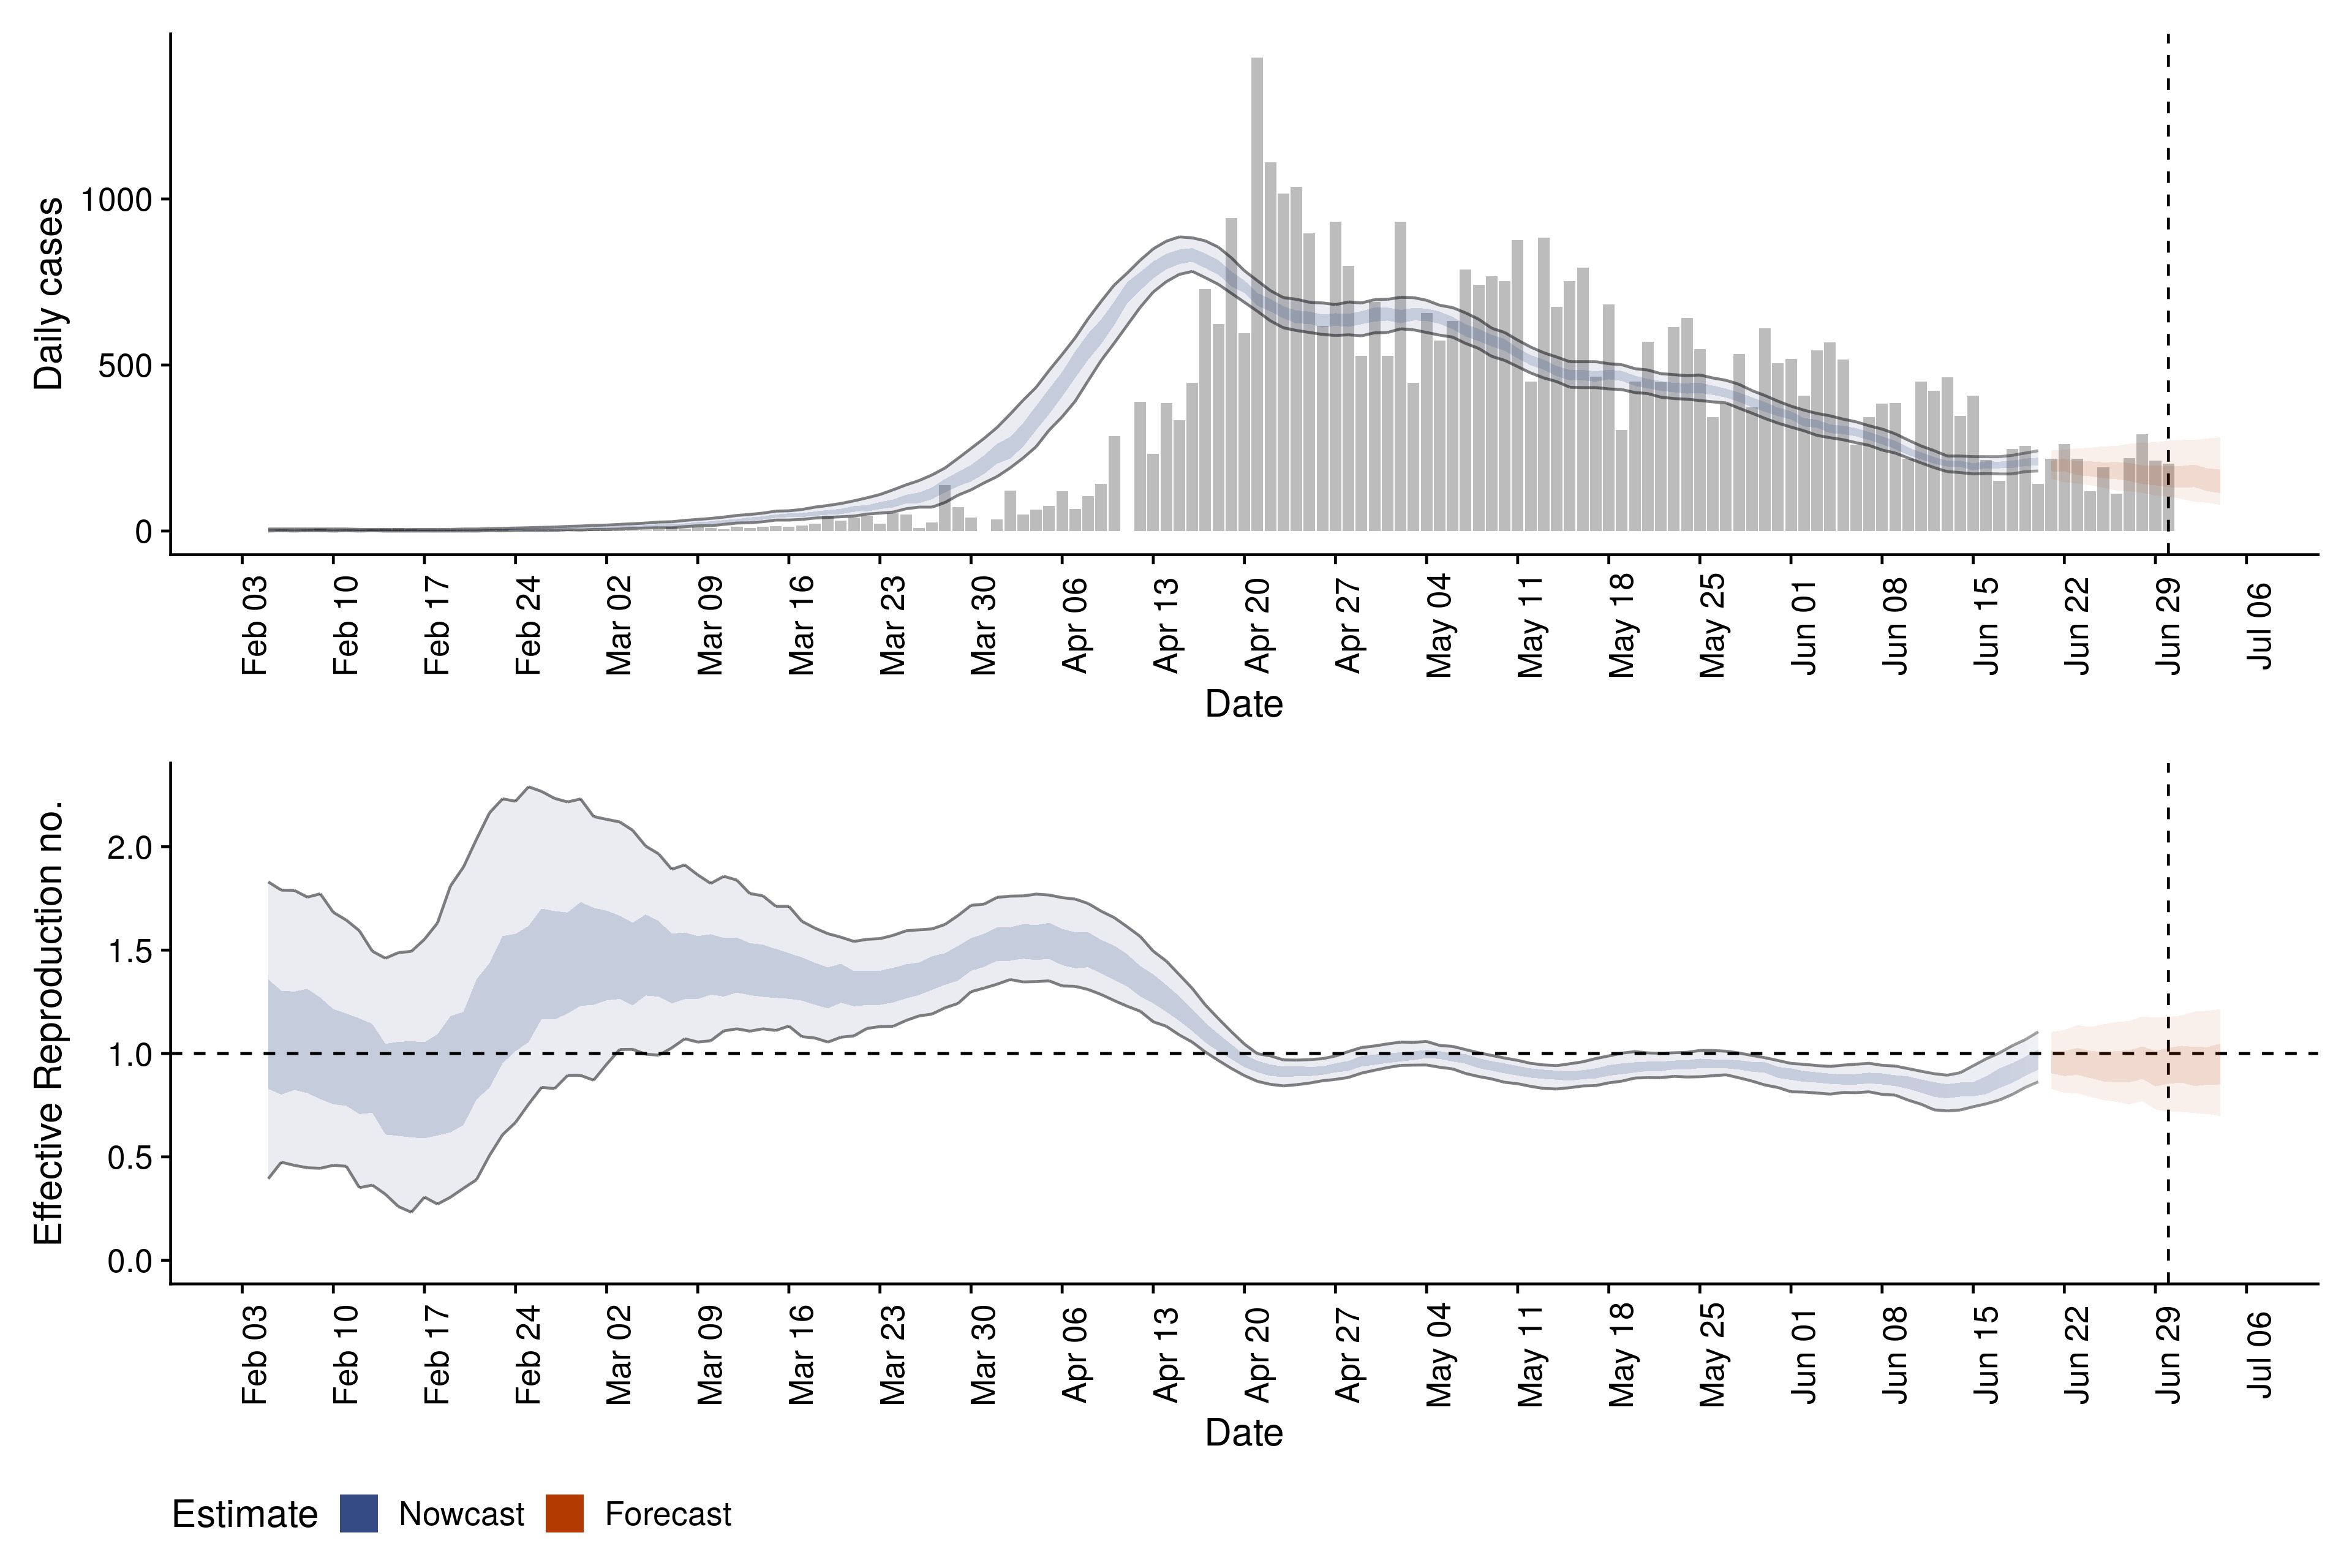 Daily cases
1000
500
0
Feb 03
Feb 10
Feb 17
Feb 24
Mar 02
Mar 09
Mar 16
Mar 23
Mar 30
Apr 06
Apr 13
Apr 20
Apr 27
May 04
May 11
May 18
May 25
Jun 01
Jun 08
Jun 15
Jun 22
Jun 29
Jul 06
Date
Effective Reproduction no.
2.0
1.5
1.0
0.5
0.0
Feb 03
Feb 10
Feb 17
Feb 24
Mar 02
Mar 09
Mar 16
Mar 23
Mar 30
Apr 06
Apr 13
Apr 20
Apr 27
May 04
May 11
May 18
May 25
Jun 01
Jun 08
Jun 15
Jun 22
Jun 29
Jul 06
Date
Estimate Nowcast Forecast